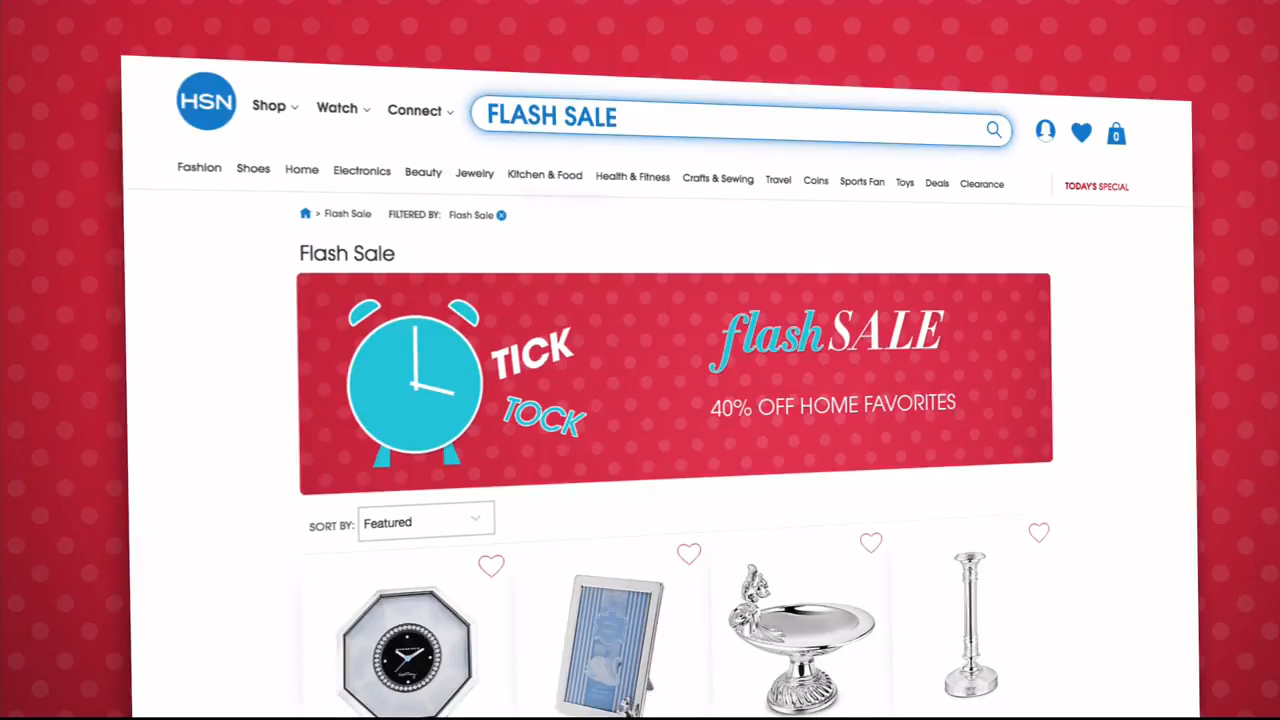 HSN Shop Watch Connect FLASH SALE 0
Fashion Shoes Home Electronics Beauty Jewelry Kitchen & Food Health & Fitness Crafts & Sewing Travel Coins Sports Fan Toys Deals Clearance TODAY'S SPECIAL
> Flash Sale FILTERED BY: Flash Sale
Flash Sale
TICK
TOCK
flash SALE
40% OFF HOME FAVORITES
SORT BY: Featured